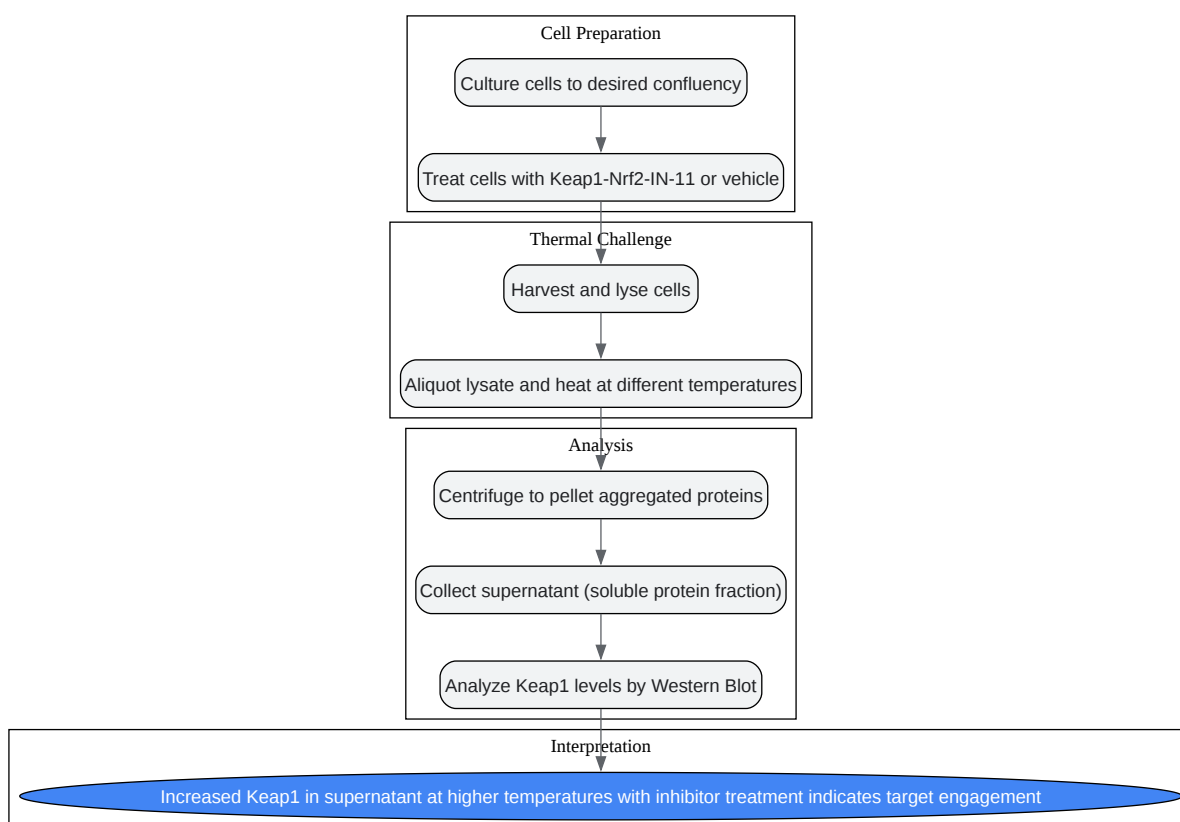 Cell Preparation
Culture cells to desired confluency
Treat cells with Keap1-Nrf2-IN-11 or vehicle
Thermal Challenge
Harvest and lyse cells
Aliquot lysate and heat at different temperatures
Analysis
Centrifuge to pellet aggregated proteins
Collect supernatant (soluble protein fraction)
Analyze Keap1 levels by Western Blot
Interpretation
Increased Keap1 in supernatant at higher temperatures with inhibitor treatment indicates target engagement